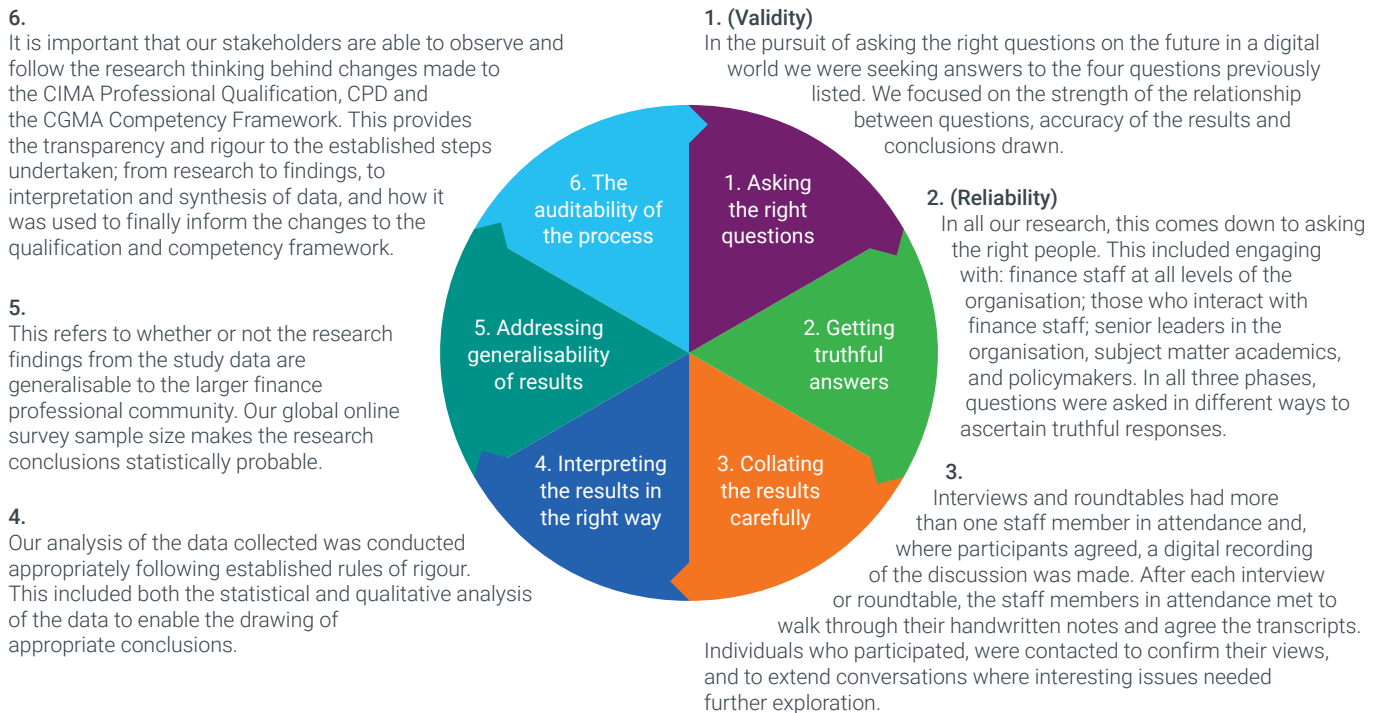 6.
It is important that our stakeholders are able to observe and
follow the research thinking behind changes made to
the CIMA Professional Qualification, CPD and
the CGMA Competency Framework. This provides
the transparency and rigour to the established steps
undertaken; from research to findings, to
interpretation and synthesis of data, and how it
was used to finally inform the changes to the
qualification and competency framework.
5.
This refers to whether or not the research
findings from the study data are
generalisable to the larger finance
professional community. Our global online
survey sample size makes the research
conclusions statistically probable.
4.
Our analysis of the data collected was conducted
appropriately following established rules of rigour.
This included both the statistical and qualitative analysis
of the data to enable the drawing of
appropriate conclusions.
6. The
auditability of
the process
1. Asking
the right
questions
5. Addressing
generalisability
of results
2. Getting
truthful
answers
4. Interpreting
the results in
the right way
3. Collating
the results
carefully
1. (Validity)
In the pursuit of asking the right questions on the future in a digital
world we were seeking answers to the four questions previously
listed. We focused on the strength of the relationship
between questions, accuracy of the results and
conclusions drawn.
2. (Reliability)
In all our research, this comes down to asking
the right people. This included engaging
with: finance staff at all levels of the
organisation; those who interact with
finance staff; senior leaders in the
organisation, subject matter academics,
and policymakers. In all three phases,
questions were asked in different ways to
ascertain truthful responses.
3.
Interviews and roundtables had more
than one staff member in attendance and,
where participants agreed, a digital recording
of the discussion was made. After each interview
or roundtable, the staff members in attendance met to
walk through their handwritten notes and agree the transcripts.
Individuals who participated, were contacted to confirm their views,
and to extend conversations where interesting issues needed
further exploration.